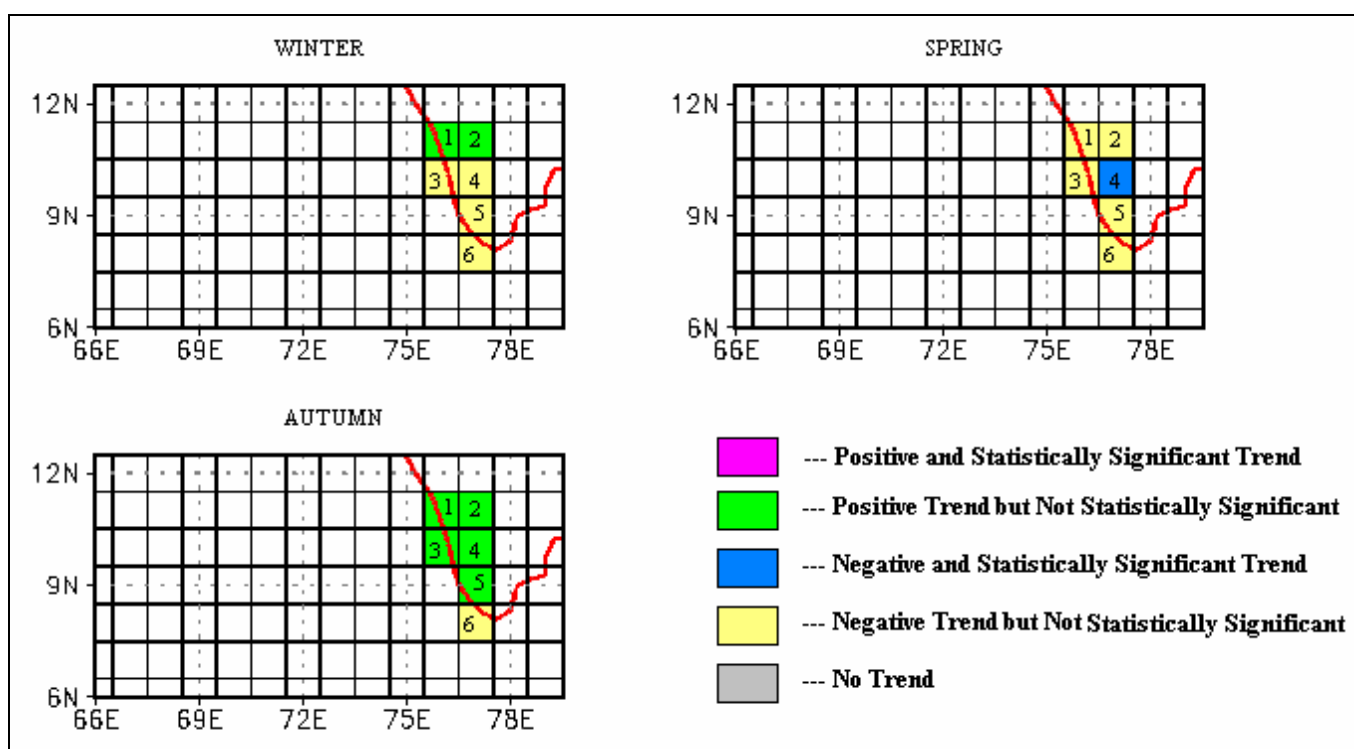 WINTER
12N
9N
6N
66E 69E 72E 75E 78E
1 2
3 4
5
6
SPRING
12N
9N
6N
66E 69E 72E 75E 78E
1 2
3 4
5
6
AUTUMN
12N
9N
6N
66E 69E 72E 75E 78E
1 2
3 4
5
6
--- Positive and Statistically Significant Trend
--- Positive Trend but Not Statistically Significant
--- Negative and Statistically Significant Trend
--- Negative Trend but Not Statistically Significant
--- No Trend